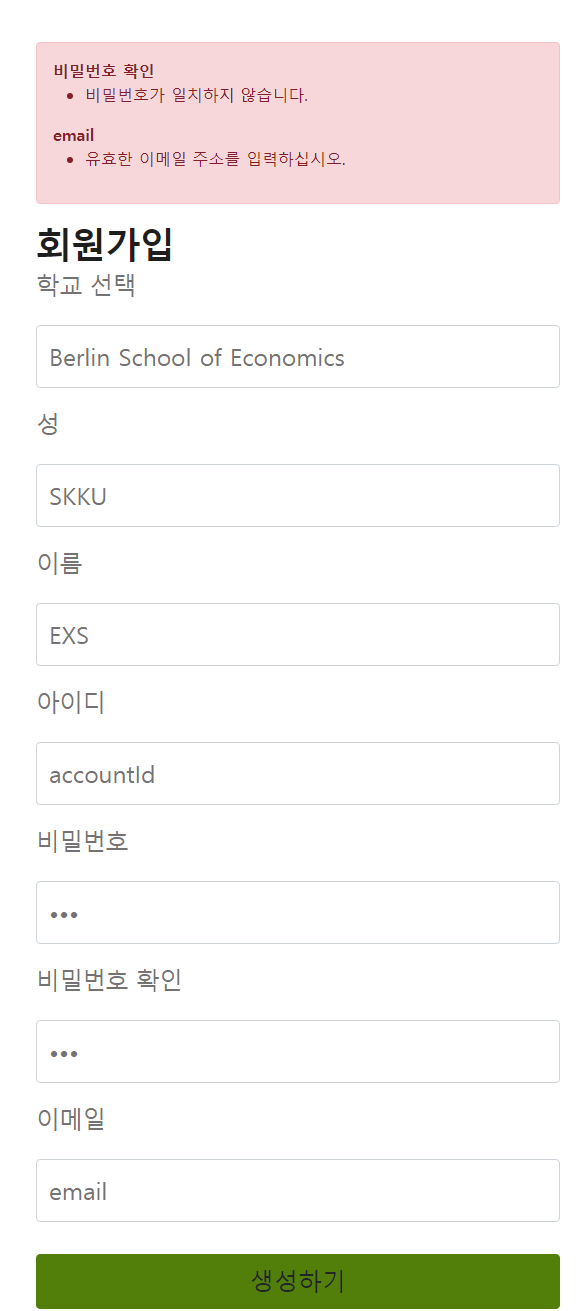 비밀번호 확인
• 비밀번호가 일치하지 않습니다.
email
• 유효한 이메일 주소를 입력하십시오.
회원가입
학교 선택
Berlin School of Economics
성
SKKU
이름
EXS
아이디
accountId
비밀번호
•••
비밀번호 확인
•••
이메일
email
생성하기